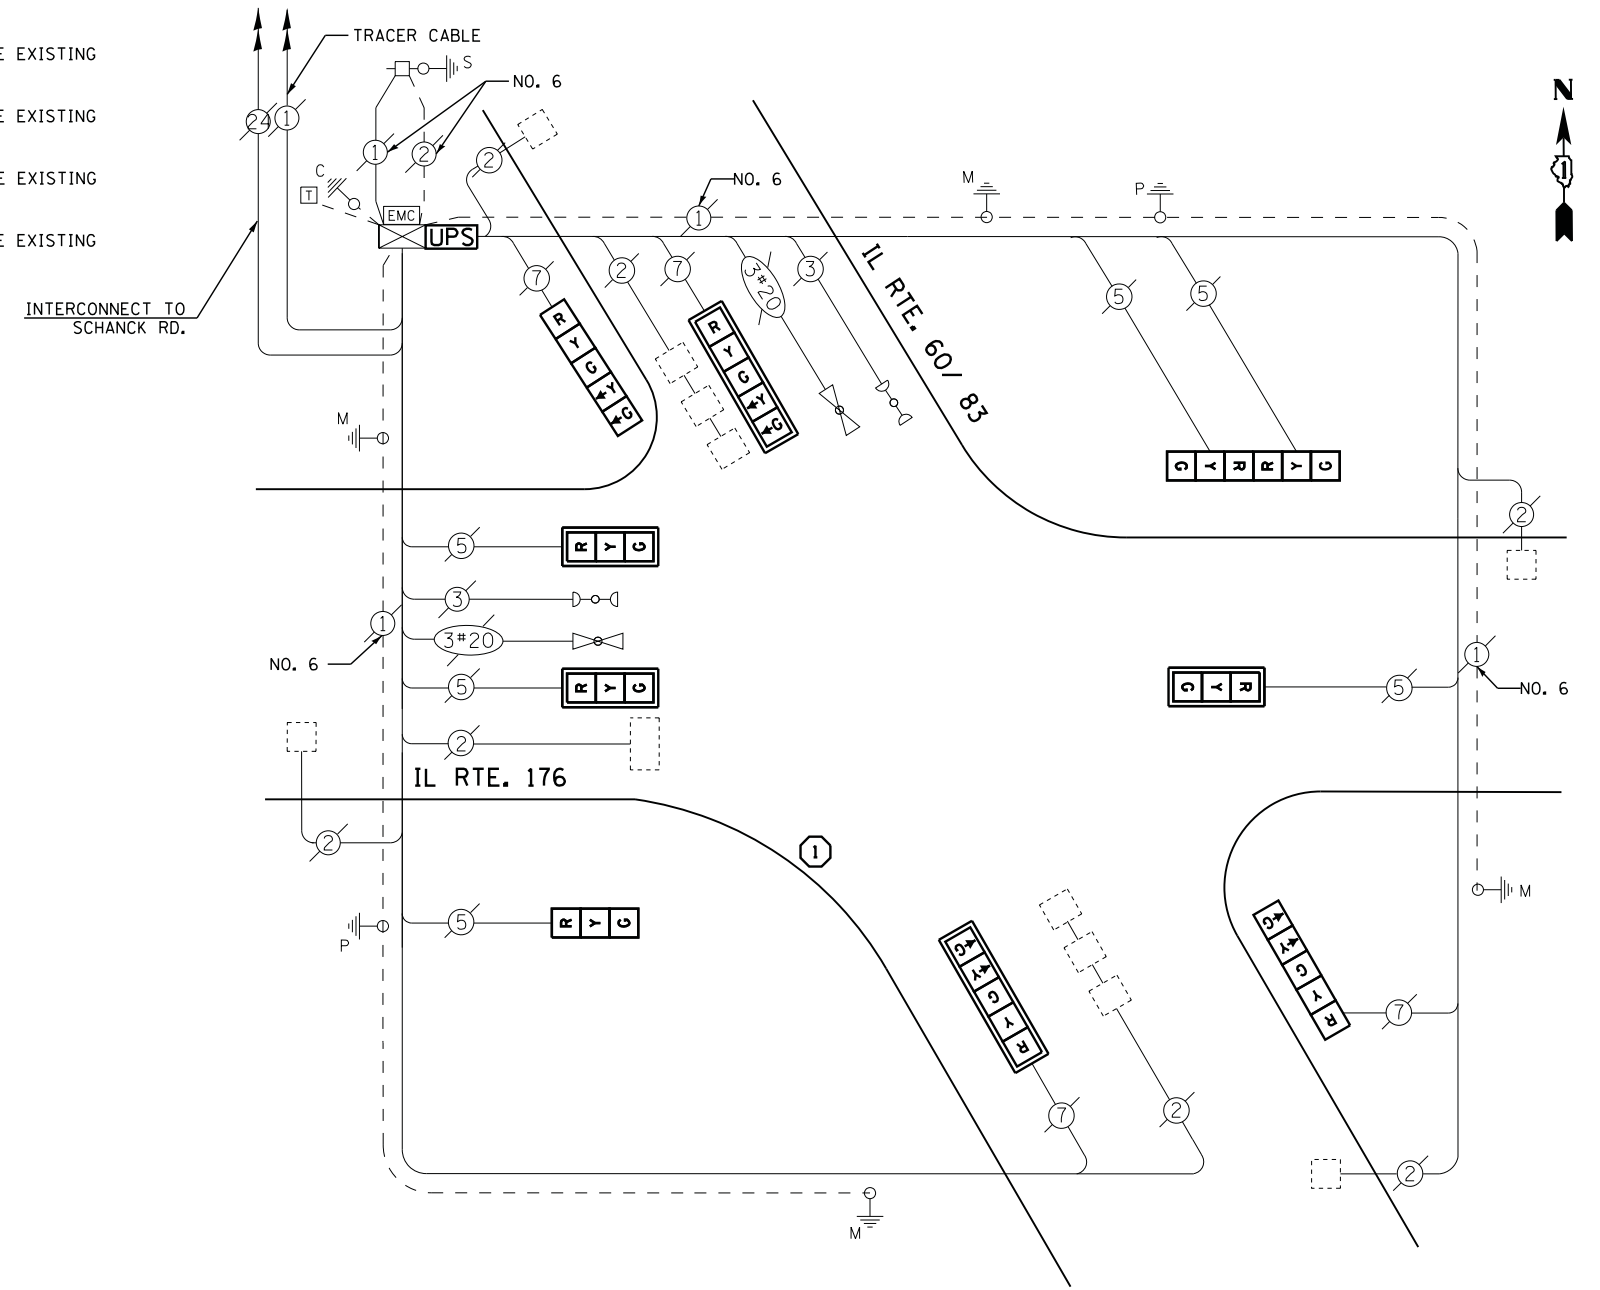 E EXISTING
E EXISTING
E EXISTING
E EXISTING
TRACER CABLE
S
NO. 6
24
1
1
2
2
C
T
EMC
UPS
NO. 6
1
M
P
N
1
INTERCONNECT TO
SCHANCK RD.
7
2
7
3#20
3
5
5
IL RTE. 60/ 83
R Y G Y G
R Y G Y G
M
G Y R R Y G
2
5
R Y G
3
1
3#20
NO. 6
5
R Y G
2
IL RTE. 176
G Y R
5
1
NO. 6
2
1
M
P
5
R Y G
G Y G Y R
G Y G Y R
7
7
2
2
M